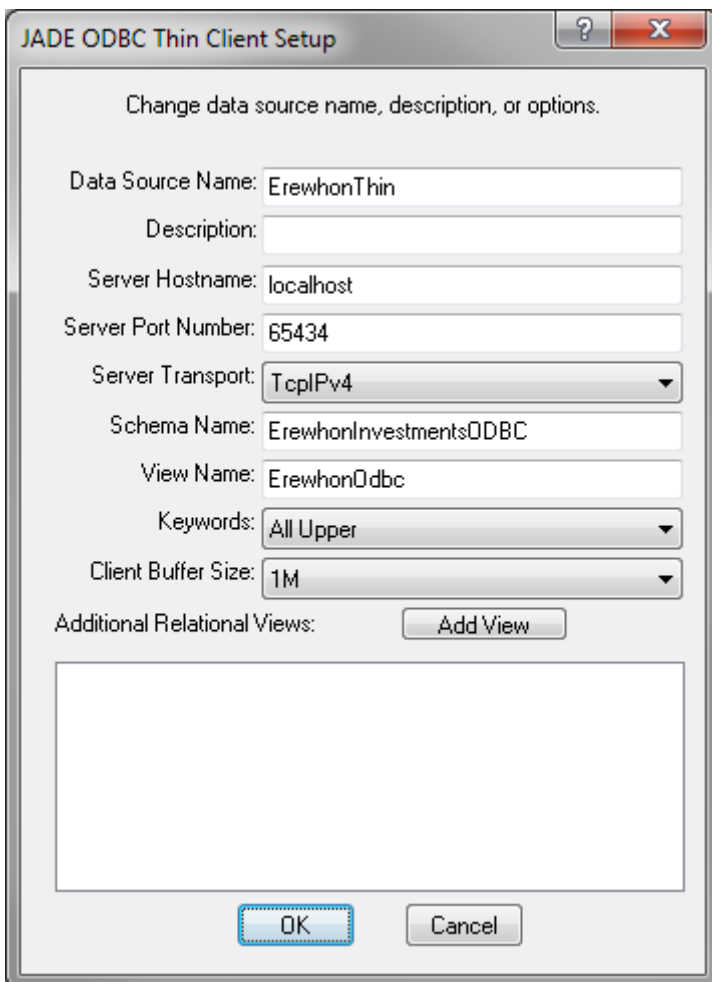 JADE ODBC Thin Client Setup
?
X
Change data source name, description, or options.
Data Source Name: ErewhonThin
Description:
Server Hostname: localhost
Server Port Number: 65434
Server Transport: TcpIPv4
Schema Name: ErewhonInvestmentsODBC
View Name: ErewhonOdbc
Keywords: All Upper
Client Buffer Size: 1M
Additional Relational Views: Add View
OK Cancel